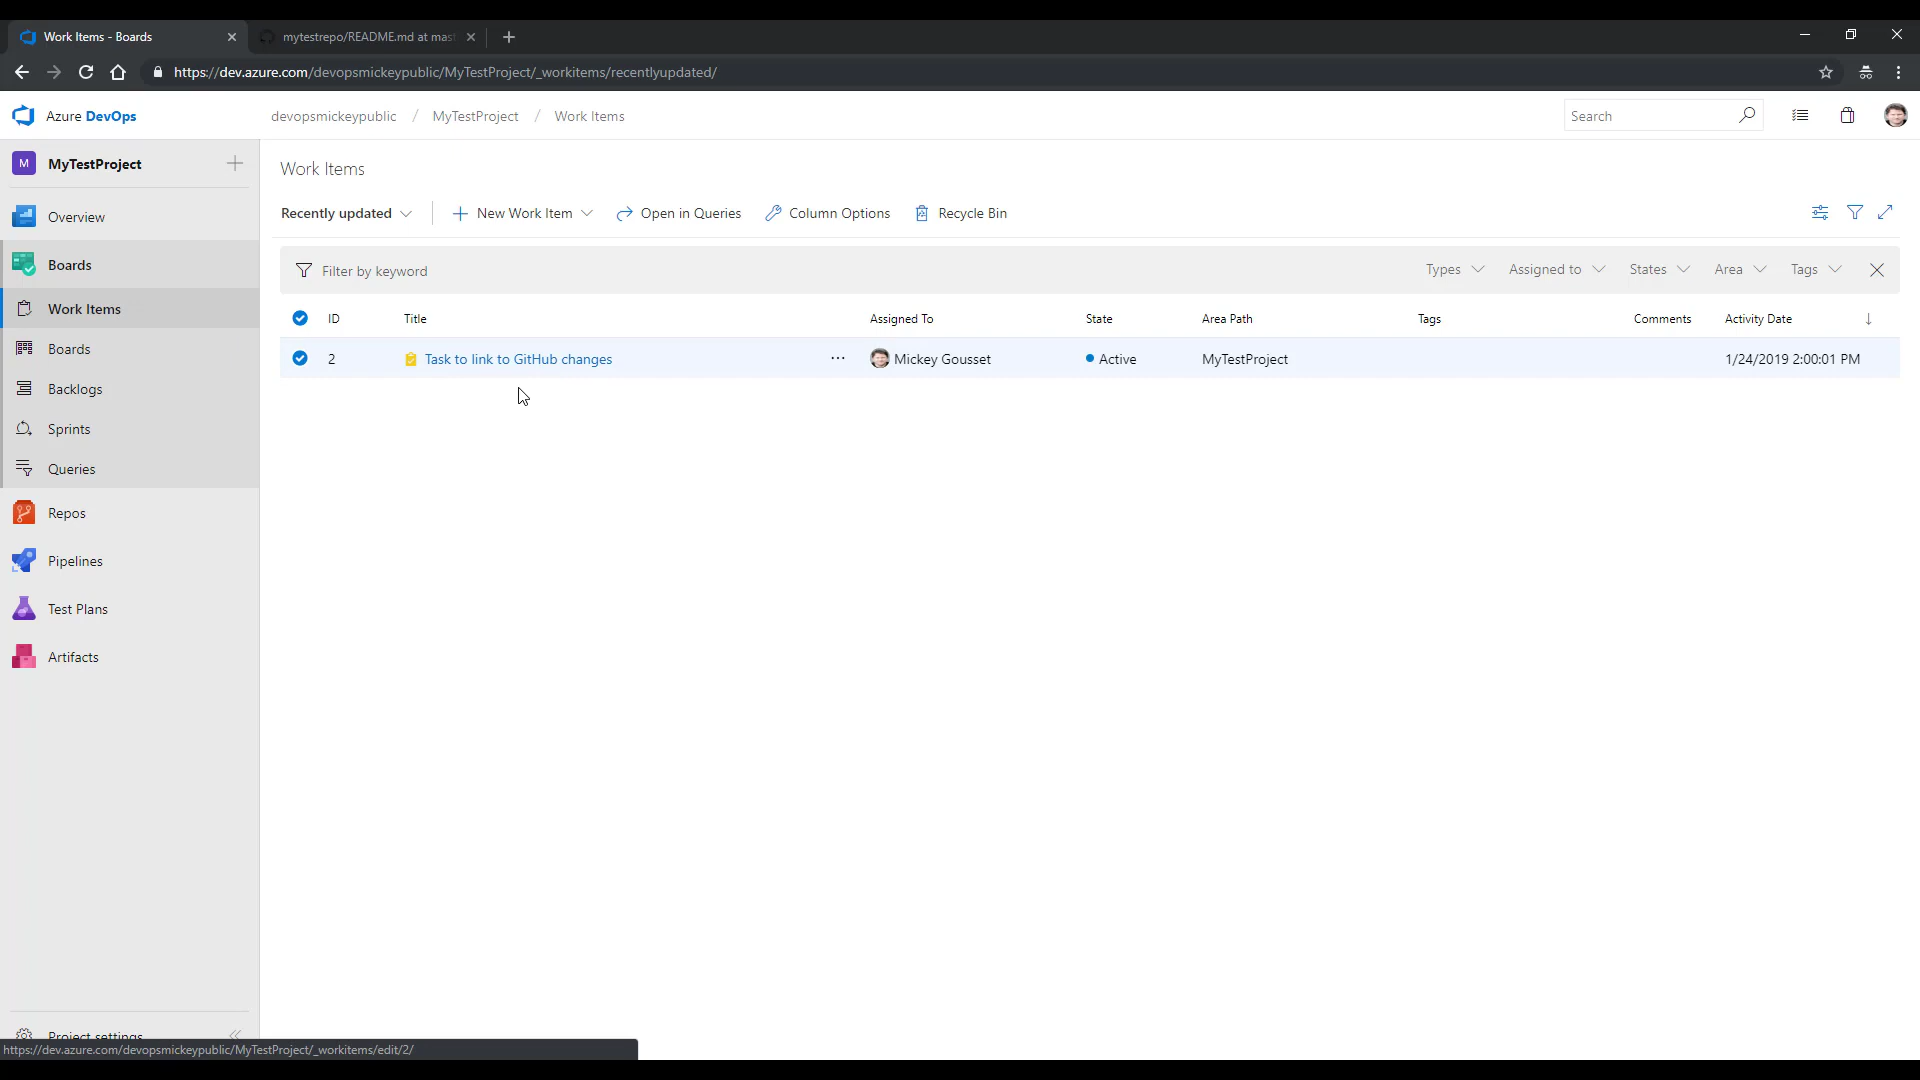 Work Items - Boards
mytestrepo/README.md at mast
https://dev.azure.com/devopsmickeypublic/MyTestProject/_workitems/recentlyupdated/
Azure DevOps
devopsmickeypublic / MyTestProject / Work Items
Search
M MyTestProject
Work Items
Recently updated
New Work Item
Open in Queries
Column Options
Recycle Bin
Overview
Boards
Work Items
Boards
Backlogs
Sprints
Queries
Repos
Pipelines
Test Plans
Artifacts
Filter by keyword
Types
Assigned to
States
Area
Tags
ID Title Assigned To State Area Path Tags Comments Activity Date
2 Task to link to GitHub changes ... Mickey Gousset Active MyTestProject 1/24/2019 2:00:01 PM
Project settings
https://dev.azure.com/devopsmickeypublic/MyTestProject/_workitems/edit/2/